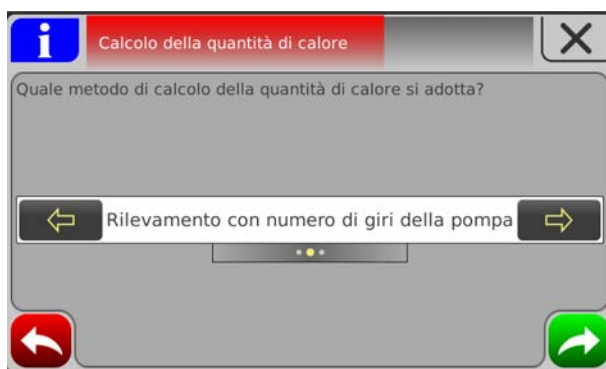 i
Calcolo della quantità di calore
Quale metodo di calcolo della quantità di calore si adotta?
Rilevamento con numero di giri della pompa